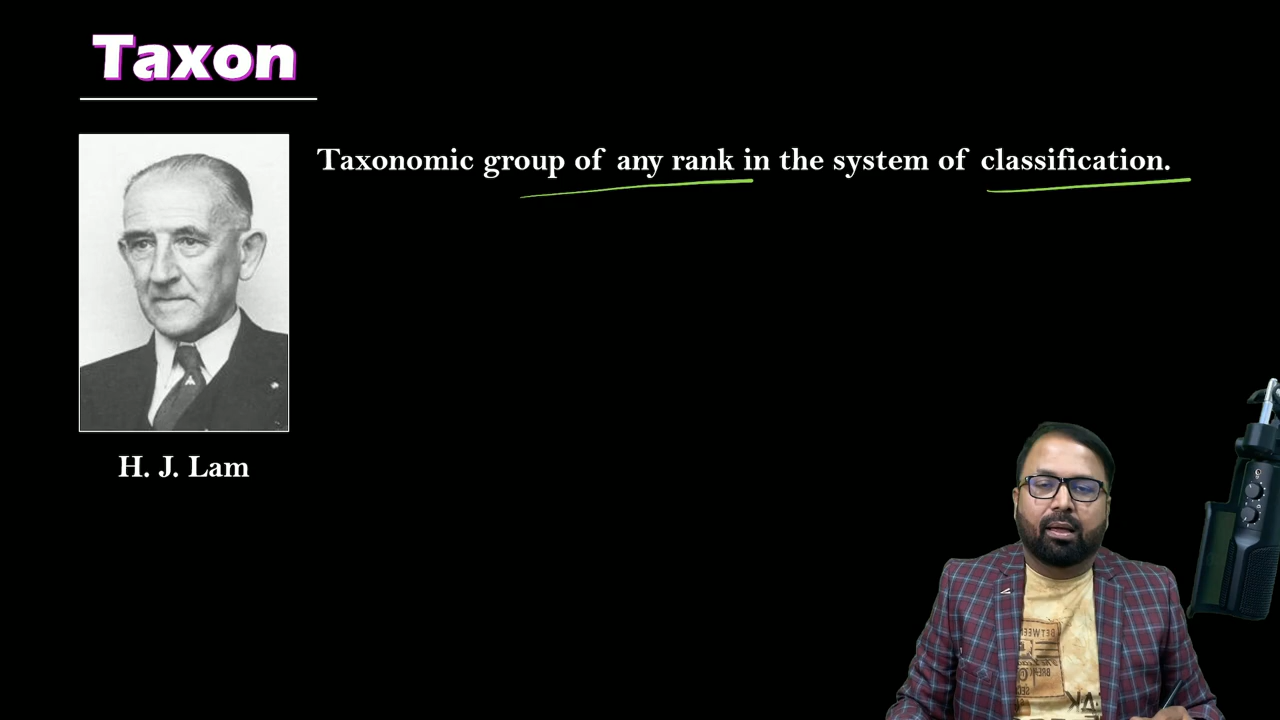 Taxon
Taxonomic group of any rank in the system of classification.
H. J. Lam